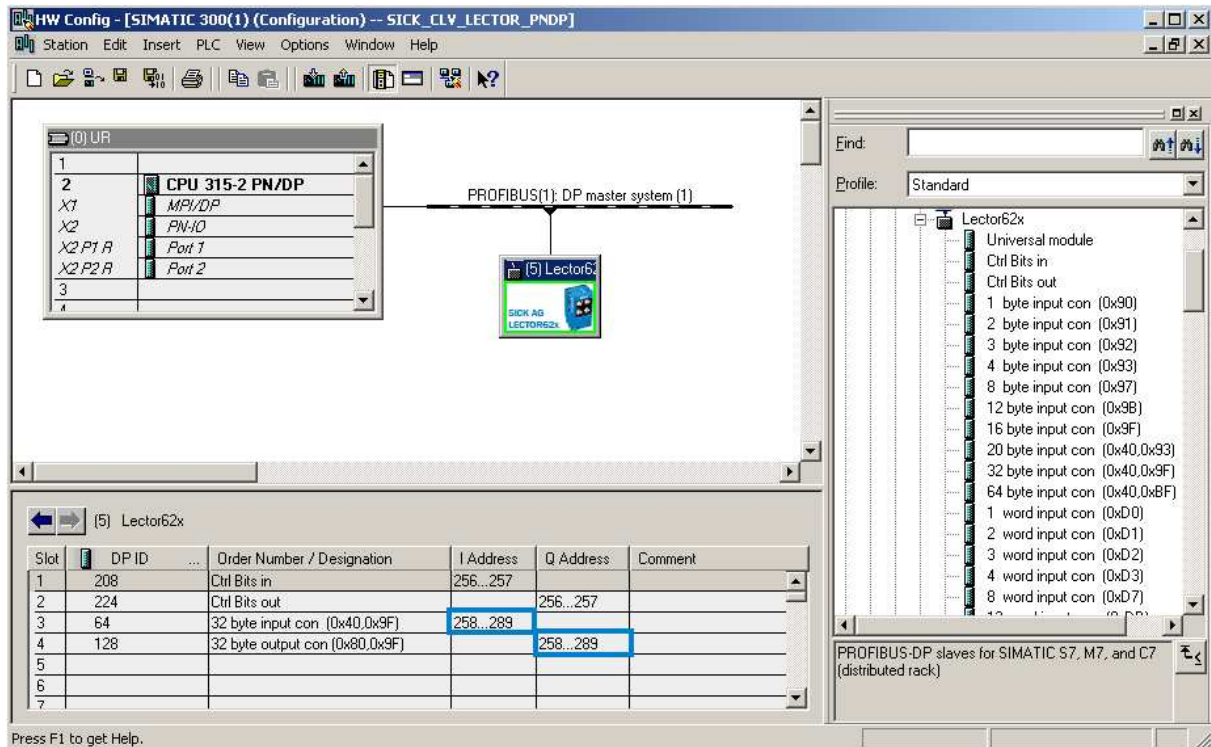 HW Config - [SIMATIC 300(1) (Configuration) -- SICK_CLV_LECTOR_PNDP]
Station Edit Insert PLC View Options Window Help
(0) UR
1
2 CPU 315-2 PN/DP
X1 MPI/DP
X2 PN-IO
X2 P1 R Port 1
X2 P2 R Port 2
3
4
PROFIBUS(1): DP master system (1)
(5) Lector62
SICK AG
LECTOR62x
Find:
Profile: Standard
Lector62x
Universal module
Ctrl Bits in
Ctrl Bits out
1 byte input con (0x90)
2 byte input con (0x91)
3 byte input con (0x92)
4 byte input con (0x93)
8 byte input con (0x97)
12 byte input con (0x9B)
16 byte input con (0x9F)
20 byte input con (0x40,0x93)
32 byte input con (0x40,0x9F)
64 byte input con (0x40,0xBF)
1 word input con (0xD0)
2 word input con (0xD1)
3 word input con (0xD2)
4 word input con (0xD3)
8 word input con (0xD7)
PROFIBUS-DP slaves for SIMATIC S7, M7, and C7
(distributed rack)
(5) Lector62x
Slot DP ID ... Order Number / Designation I Address Q Address Comment
1 208 Ctrl Bits in 256...257
2 224 Ctrl Bits out 256...257
3 64 32 byte input con (0x40,0x9F) 258...289
4 128 32 byte output con (0x80,0x9F) 258...289
5
6
7
Press F1 to get Help.